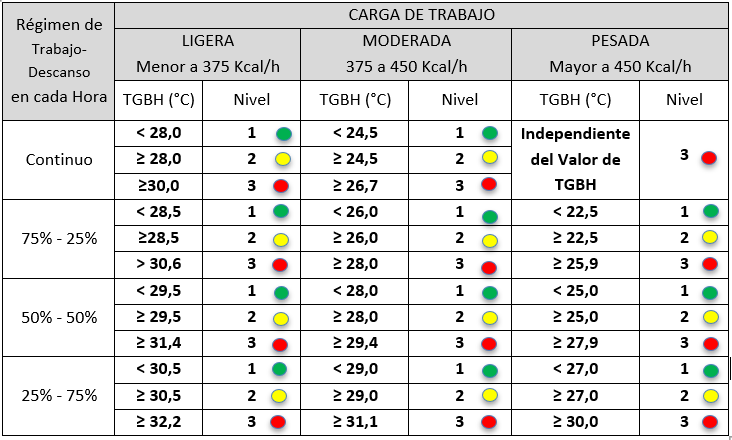 Régimen de Trabajo-Descanso en cada Hora
CARGA DE TRABAJO
LIGERA MODERADA PESADA
Menor a 375 Kcal/h 375 a 450 Kcal/h Mayor a 450 Kcal/h
TGBH (°C) Nivel TGBH (°C) Nivel TGBH (°C) Nivel
Continuo
< 28,0 1 < 24,5 1 Independiente del Valor de TGBH 3
≥ 28,0 2 ≥ 24,5 2
≥30,0 3 ≥ 26,7 3
75% - 25%
< 28,5 1 < 26,0 1 < 22,5 1
≥28,5 2 ≥ 26,0 2 ≥ 22,5 2
> 30,6 3 ≥ 28,0 3 ≥ 25,9 3
50% - 50%
< 29,5 1 < 28,0 1 < 25,0 1
≥ 29,5 2 ≥ 28,0 2 ≥ 25,0 2
≥ 31,4 3 ≥ 29,4 3 ≥ 27,9 3
25% - 75%
< 30,5 1 < 29,0 1 < 27,0 1
≥ 30,5 2 ≥ 29,0 2 ≥ 27,0 2
≥ 32,2 3 ≥ 31,1 3 ≥ 30,0 3